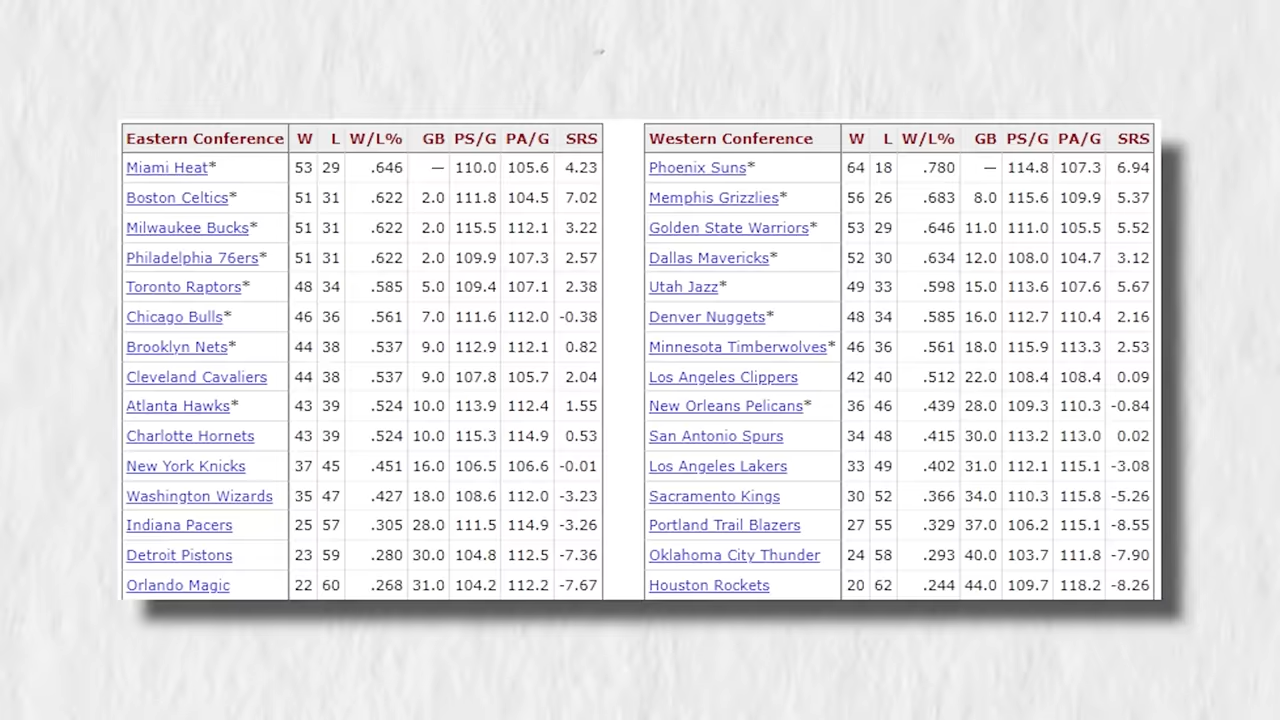 Eastern Conference W L W/L% GB PS/G PA/G SRS
Miami Heat* 53 29 .646 — 110.0 105.6 4.23
Boston Celtics* 51 31 .622 2.0 111.8 104.5 7.02
Milwaukee Bucks* 51 31 .622 2.0 115.5 112.1 3.22
Philadelphia 76ers* 51 31 .622 2.0 109.9 107.3 2.57
Toronto Raptors* 48 34 .585 5.0 109.4 107.1 2.38
Chicago Bulls* 46 36 .561 7.0 111.6 112.0 -0.38
Brooklyn Nets* 44 38 .537 9.0 112.9 112.1 0.82
Cleveland Cavaliers 44 38 .537 9.0 107.8 105.7 2.04
Atlanta Hawks* 43 39 .524 10.0 113.9 112.4 1.55
Charlotte Hornets 43 39 .524 10.0 115.3 114.9 0.53
New York Knicks 37 45 .451 16.0 106.5 106.6 -0.01
Washington Wizards 35 47 .427 18.0 108.6 112.0 -3.23
Indiana Pacers 25 57 .305 28.0 111.5 114.9 -3.26
Detroit Pistons 23 59 .280 30.0 104.8 112.5 -7.36
Orlando Magic 22 60 .268 31.0 104.2 112.2 -7.67
Western Conference W L W/L% GB PS/G PA/G SRS
Phoenix Suns* 64 18 .780 — 114.8 107.3 6.94
Memphis Grizzlies* 56 26 .683 8.0 115.6 109.9 5.37
Golden State Warriors* 53 29 .646 11.0 111.0 105.5 5.52
Dallas Mavericks* 52 30 .634 12.0 108.0 104.7 3.12
Utah Jazz* 49 33 .598 15.0 113.6 107.6 5.67
Denver Nuggets* 48 34 .585 16.0 112.7 110.4 2.16
Minnesota Timberwolves* 46 36 .561 18.0 115.9 113.3 2.53
Los Angeles Clippers 42 40 .512 22.0 108.4 108.4 0.09
New Orleans Pelicans* 36 46 .439 28.0 109.3 110.3 -0.84
San Antonio Spurs 34 48 .415 30.0 113.2 113.0 0.02
Los Angeles Lakers 33 49 .402 31.0 112.1 115.1 -3.08
Sacramento Kings 30 52 .366 34.0 110.3 115.8 -5.26
Portland Trail Blazers 27 55 .329 37.0 106.2 115.1 -8.55
Oklahoma City Thunder 24 58 .293 40.0 103.7 111.8 -7.90
Houston Rockets 20 62 .244 44.0 109.7 118.2 -8.26